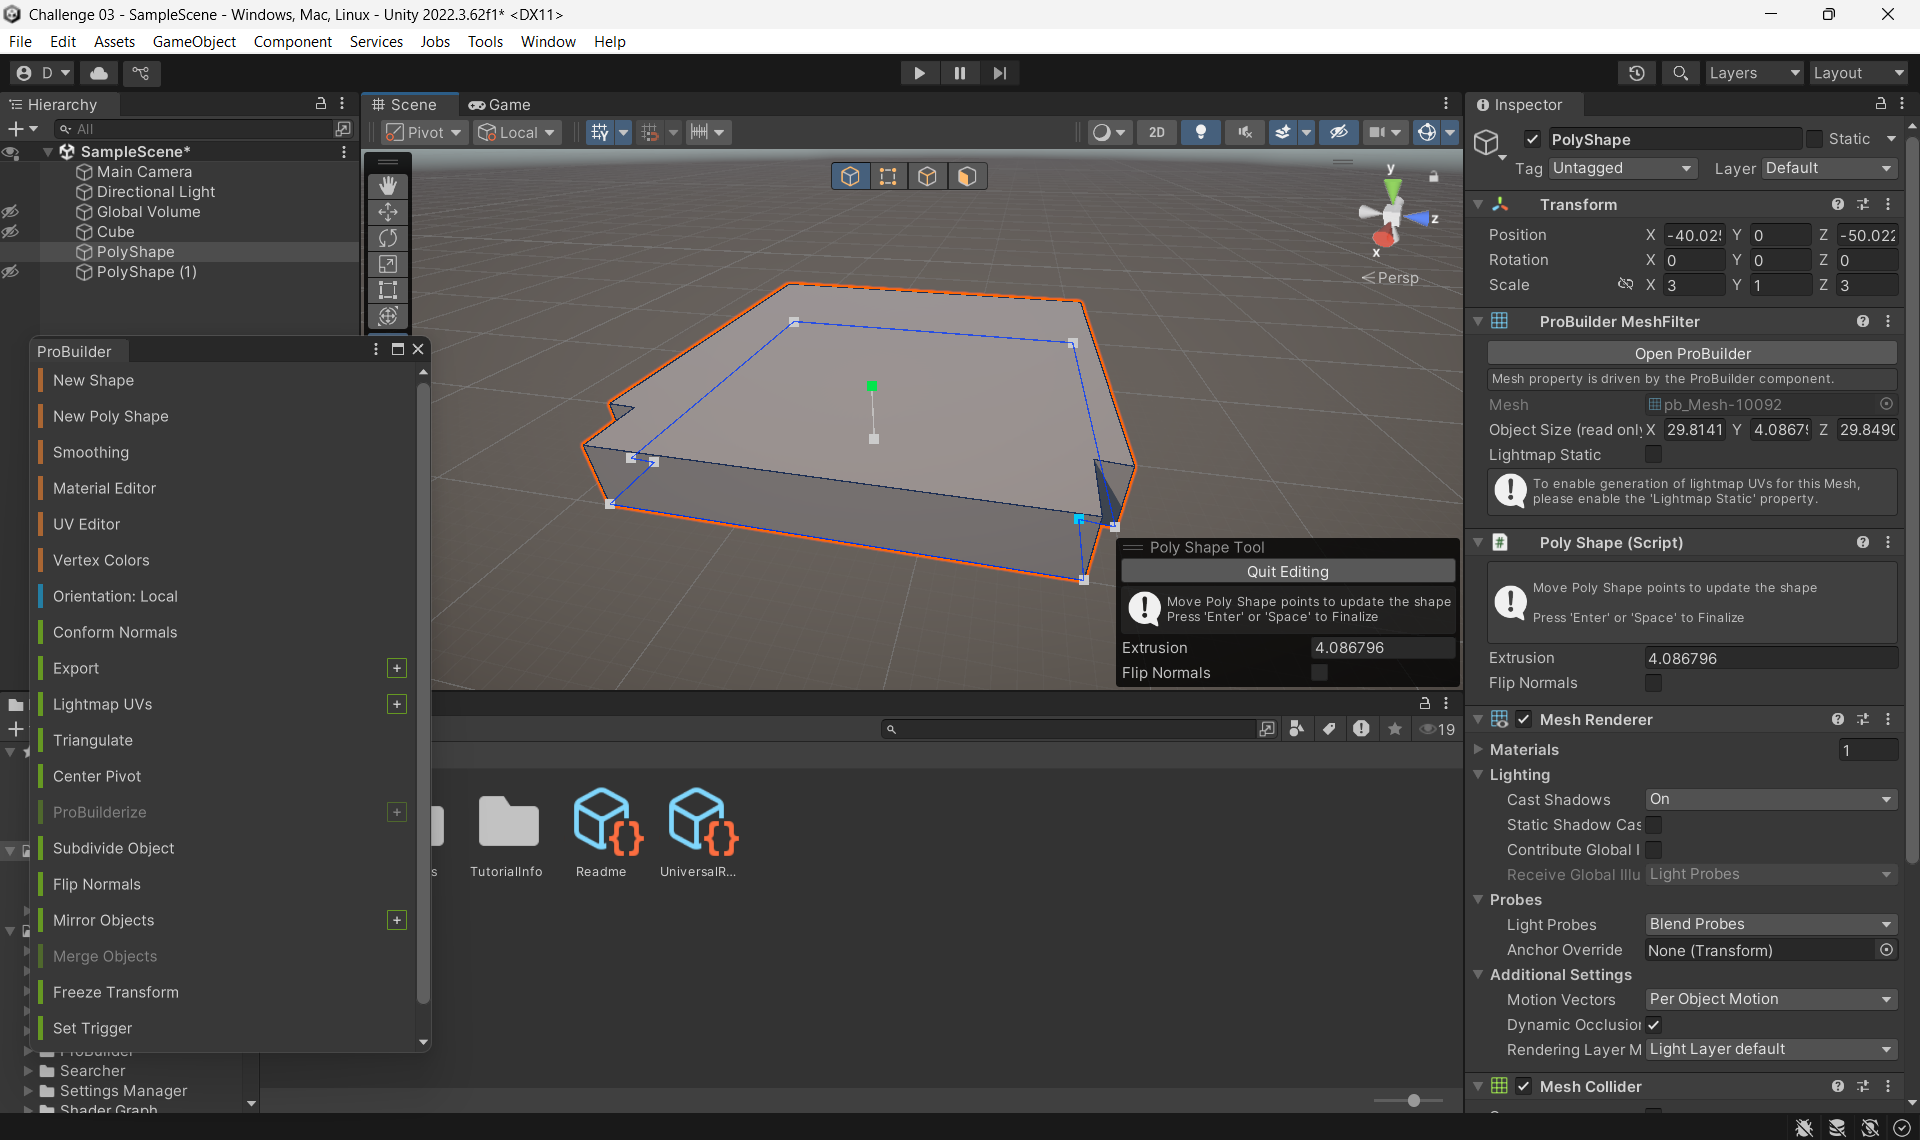 Challenge 03 - SampleScene - Windows, Mac, Linux - Unity 2022.3.62f1* <DX11>
File Edit Assets GameObject Component Services Jobs Tools Window Help
D Layers Layout
Hierarchy
All
SampleScene*
Main Camera
Directional Light
Global Volume
Cube
PolyShape
PolyShape (1)
Scene Game
Pivot Local 2D
y
z
x
Persp
ProBuilder
New Shape
New Poly Shape
Smoothing
Material Editor
UV Editor
Vertex Colors
Orientation: Local
Conform Normals
Export
Lightmap UVs
Triangulate
Center Pivot
ProBuilderize
Subdivide Object
Flip Normals
Mirror Objects
Merge Objects
Freeze Transform
Set Trigger
ProBuilder
Searcher
Settings Manager
Shader Graph
Poly Shape Tool
Quit Editing
Move Poly Shape points to update the shape
Press 'Enter' or 'Space' to Finalize
Extrusion 4.086796
Flip Normals
19
s TutorialInfo Readme UniversalR...
Inspector
PolyShape Static
Tag Untagged Layer Default
Transform
Position X -40.025 Y 0 Z -50.022
Rotation X 0 Y 0 Z 0
Scale X 3 Y 1 Z 3
ProBuilder MeshFilter
Open ProBuilder
Mesh property is driven by the ProBuilder component.
Mesh pb_Mesh-10092
Object Size (read only X 29.8141 Y 4.0867 Z 29.8490
Lightmap Static
To enable generation of lightmap UVs for this Mesh,
please enable the 'Lightmap Static' property.
Poly Shape (Script)
Move Poly Shape points to update the shape
Press 'Enter' or 'Space' to Finalize
Extrusion 4.086796
Flip Normals
Mesh Renderer
Materials 1
Lighting
Cast Shadows On
Static Shadow Cas
Contribute Global I
Receive Global Illu Light Probes
Probes
Light Probes Blend Probes
Anchor Override None (Transform)
Additional Settings
Motion Vectors Per Object Motion
Dynamic Occlusion
Rendering Layer M Light Layer default
Mesh Collider